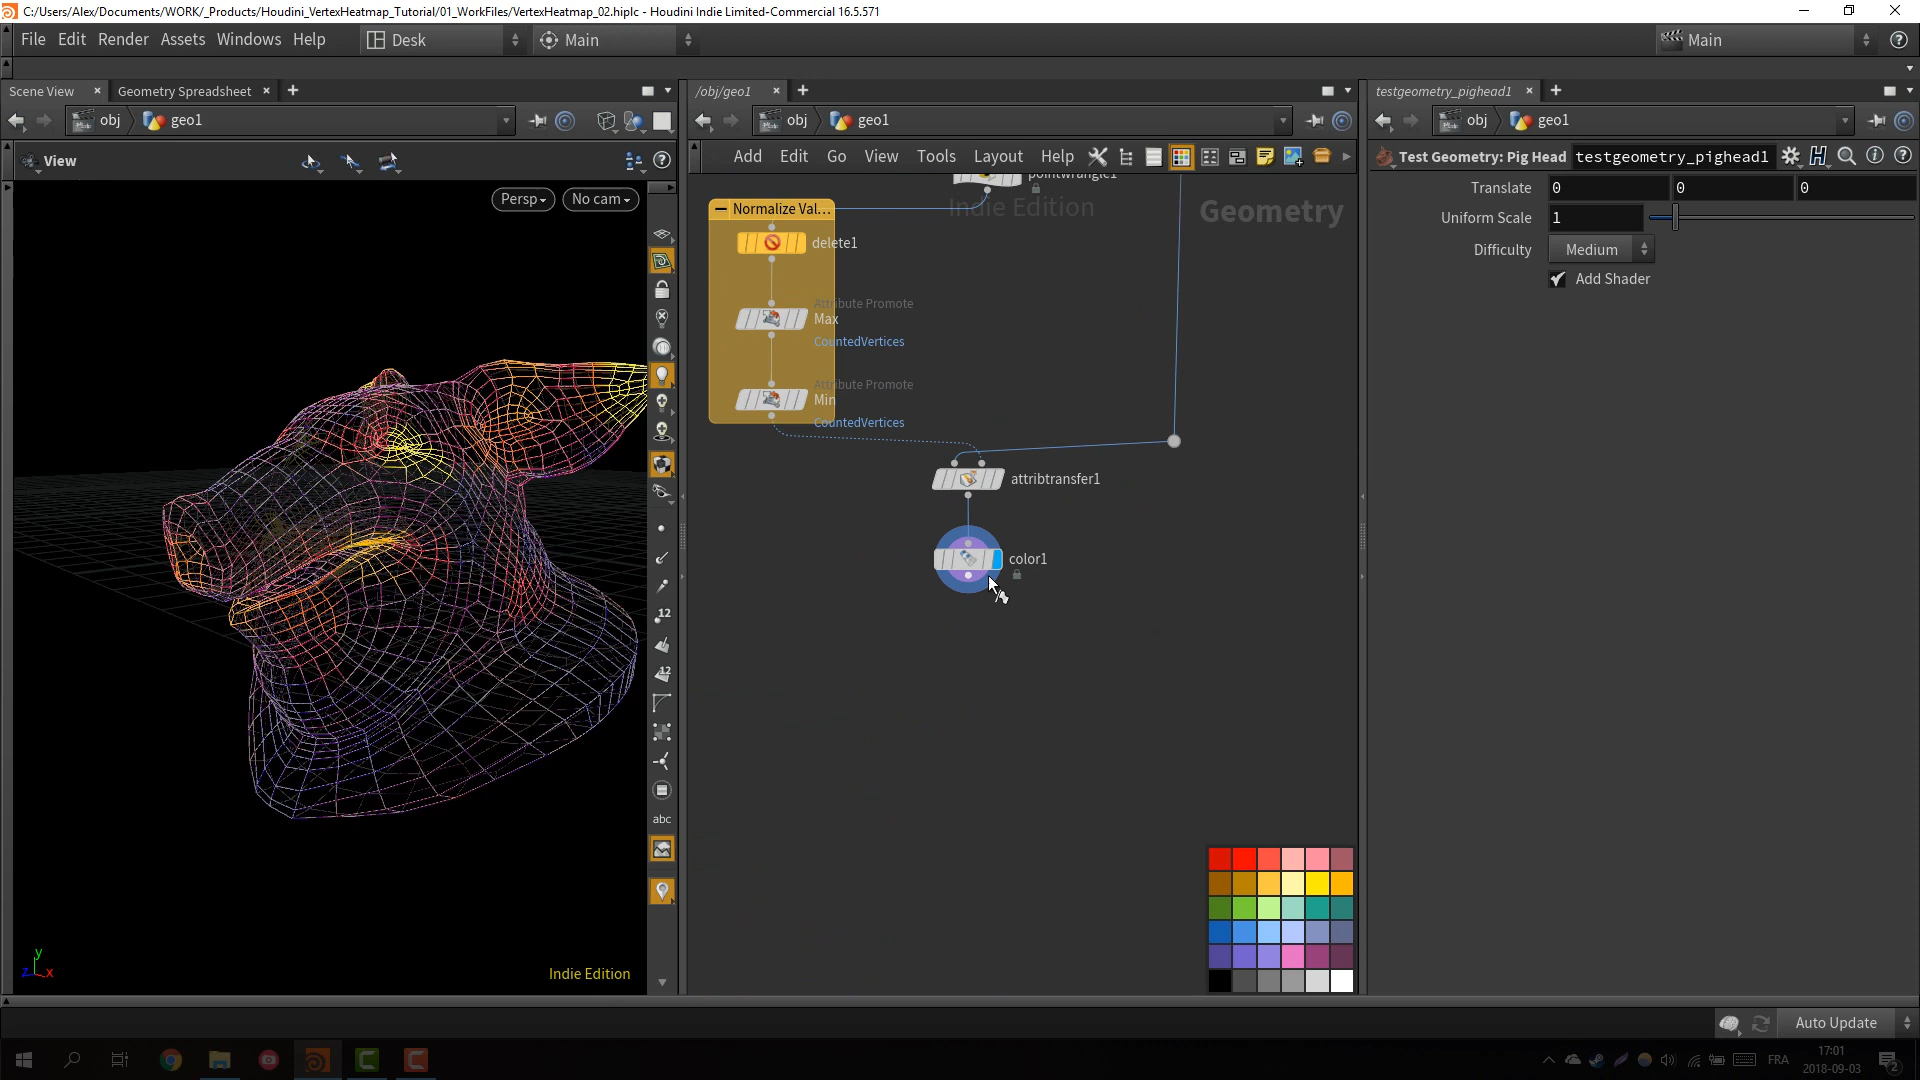 C:/Users/Alex/Documents/WORK/_Products/Houdini_VertexHeatmap_Tutorial/01_WorkFiles/VertexHeatmap_02.hiplc - Houdini Indie Limited-Commercial 16.5.571
File Edit Render Assets Windows Help Desk Main Main
Scene View Geometry Spreadsheet /obj/geo1 testgeometry_pighead1
obj geo1 obj geo1 obj geo1
View Add Edit Go View Tools Layout Help Test Geometry: Pig Head testgeometry_pighead1
Persp No cam
pointwrangle1
Indie Edition
Geometry
Translate 0 0 0
Uniform Scale 1
Difficulty Medium
Add Shader
Normalize Val...
delete1
Attribute Promote
Max
CountedVertices
Attribute Promote
Min
CountedVertices
attribtransfer1
color1
12
12
abc
y
z x
Indie Edition
Auto Update
FRA
17:01
2018-09-03
2